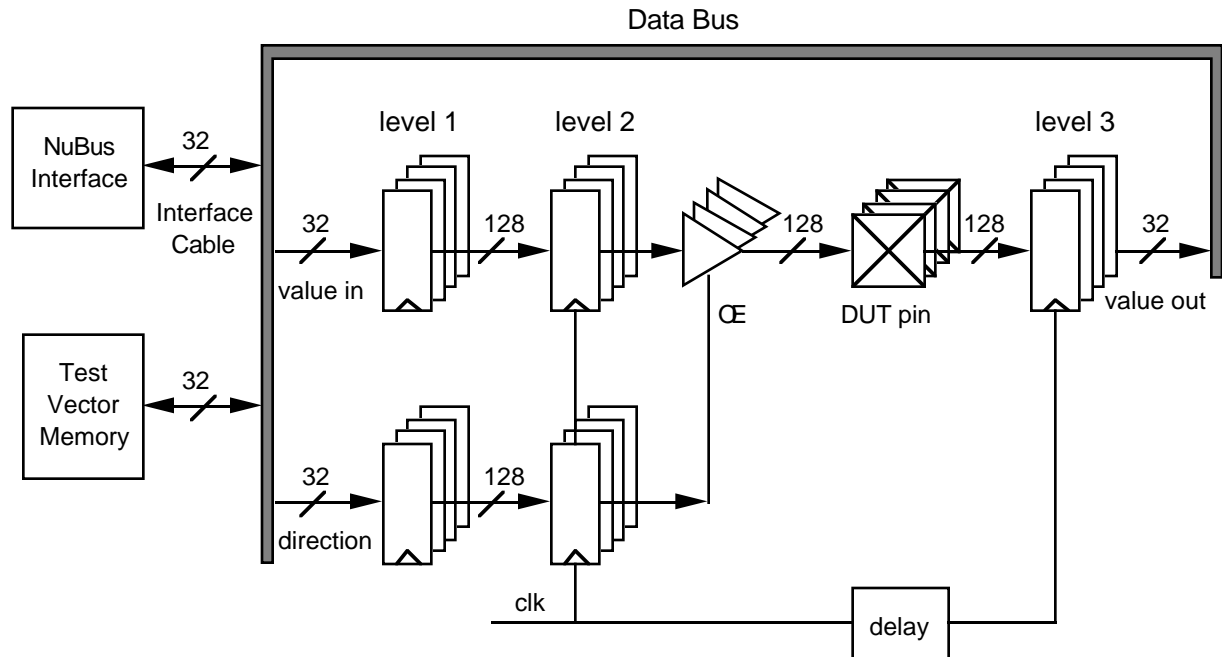 Data Bus
NuBus
Interface
32
Interface
Cable
level 1
level 2
level 3
32
value in
128
128
DUT pin
128
32
value out
Œ
Test
Vector
Memory
32
32
direction
128
clk
delay